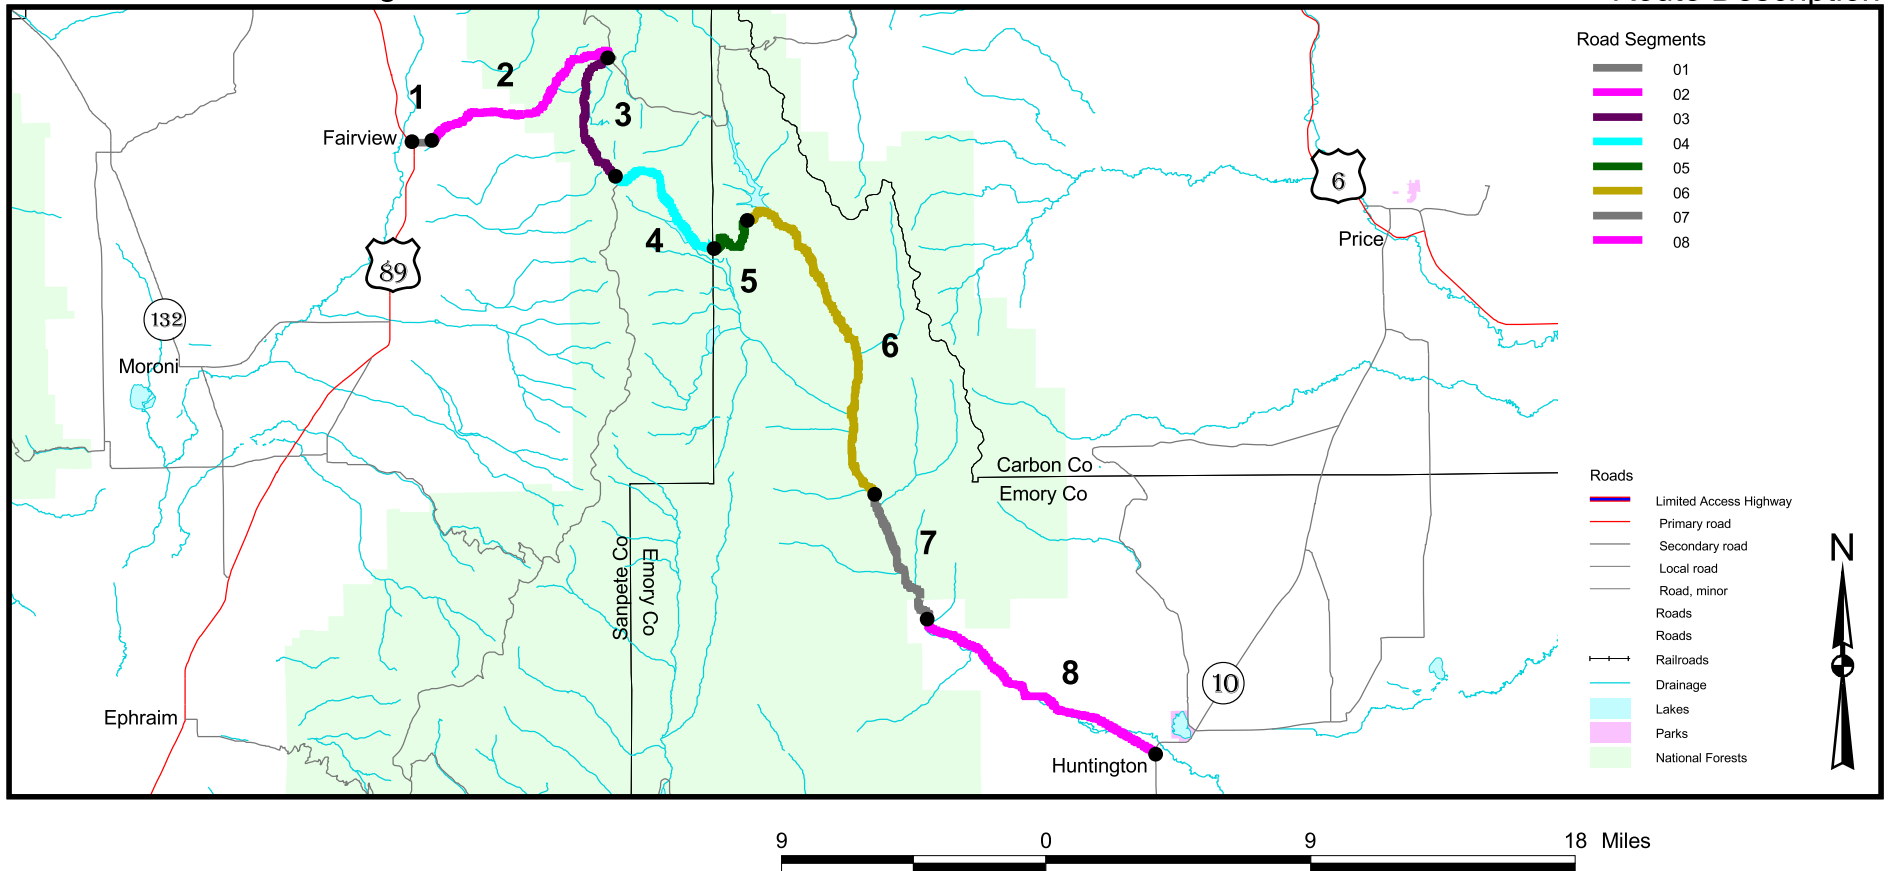 Road Segments
01
02
03
04
05
06
07
08
1
2
3
4
5
6
7
8
Fairview
89
132
Moroni
6
Price
Carbon Co
Emory Co
Sanpete Co
Emory Co
Ephraim
10
Huntington
Roads
Limited Access Highway
Primary road
Secondary road
Local road
Road, minor
Roads
Roads
Railroads
Drainage
Lakes
Parks
National Forests
N
9 0 9 18 Miles